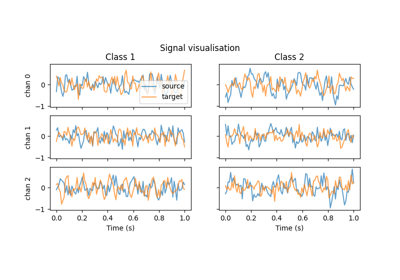 Signal visualisation
Class 1
Class 2
chan 0
0
−1
source
target
chan 1
0
−1
chan 2
0
−1
0.0 0.2 0.4 0.6 0.8 1.0
0.0 0.2 0.4 0.6 0.8 1.0
Time (s)
Time (s)